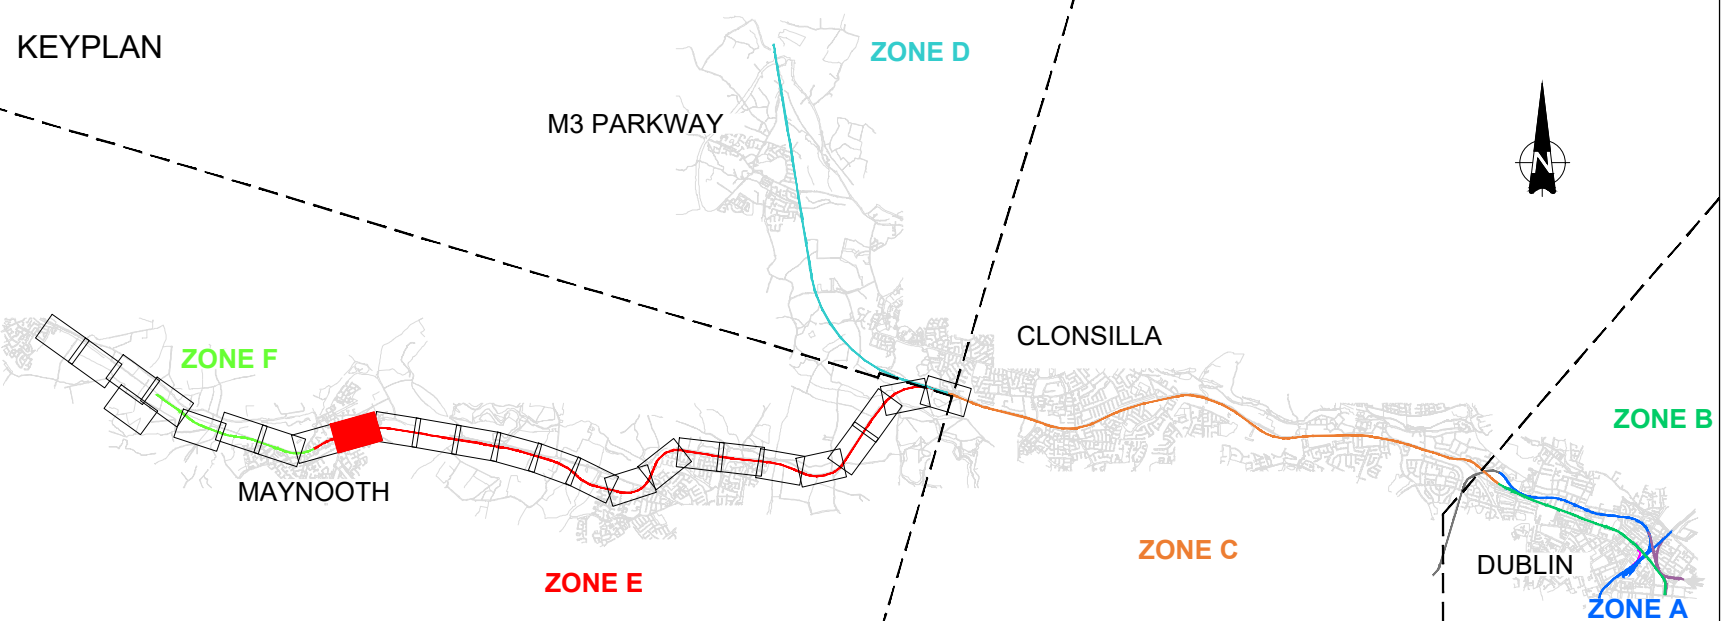 KEYPLAN
ZONE D
M3 PARKWAY
N
CLONSILLA
ZONE F
ZONE B
MAYNOOTH
ZONE C
DUBLIN
ZONE E
ZONE A